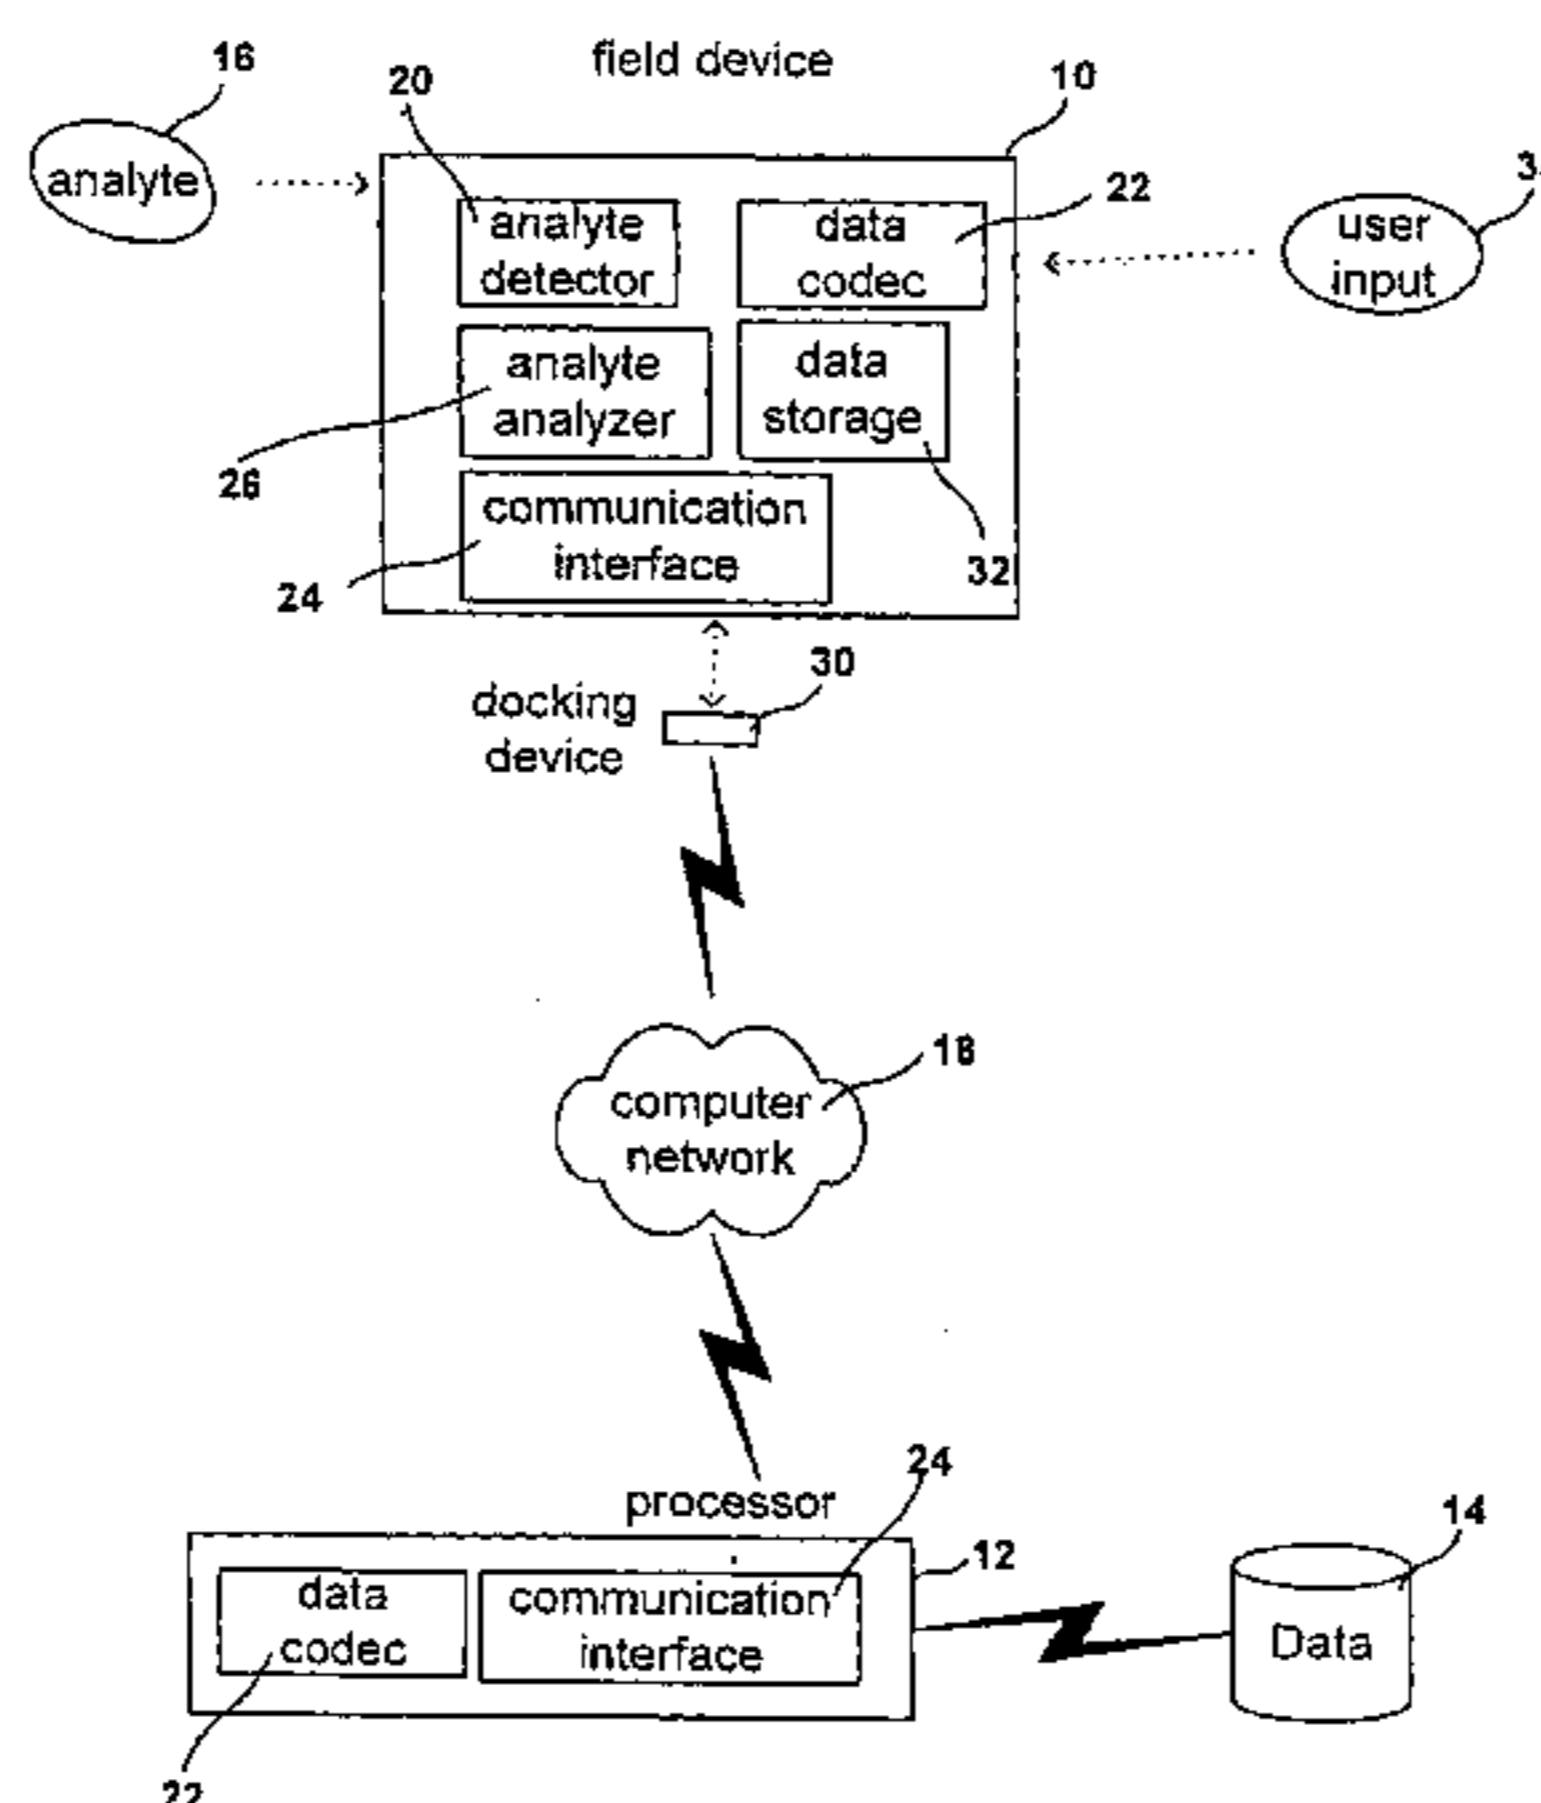 16
20
field device
10
analyte
analyte
detector
data
codec
22
user
input
analyte
analyzer
data
storage
26
communication
interface
24
32
30
docking
device
18
computer
network
24
processor
14
12
data
codec
communication
interface
Data
22